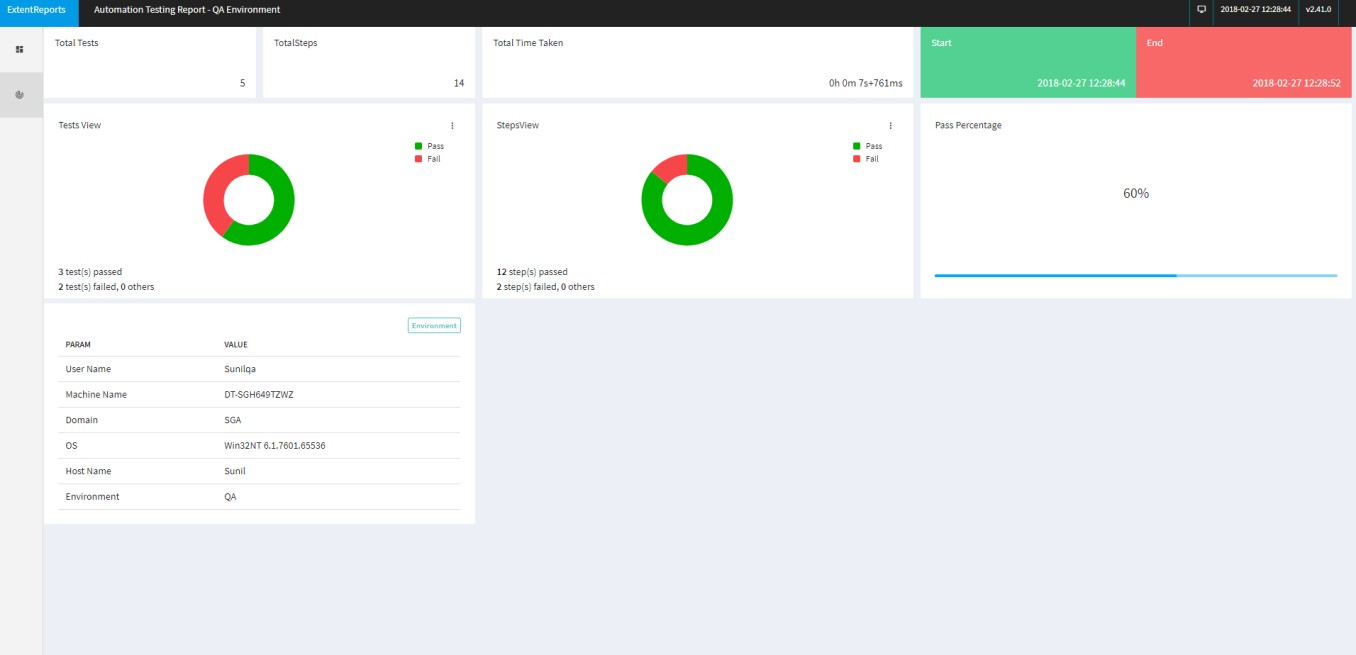 ExtentReports Automation Testing Report - QA Environment 2018-02-27 12:28:44 v2.41.0
Total Tests
5
TotalSteps
14
Total Time Taken
0h 0m 7s+761ms
Start
2018-02-27 12:28:44
End
2018-02-27 12:28:52
Tests View
Pass
Fail
3 test(s) passed
2 test(s) failed, 0 others
StepsView
Pass
Fail
12 step(s) passed
2 step(s) failed, 0 others
Pass Percentage
60%
Environment
PARAM VALUE
User Name Sunilqa
Machine Name DT-SGH649TZWZ
Domain SGA
OS Win32NT 6.1.7601.65536
Host Name Sunil
Environment QA